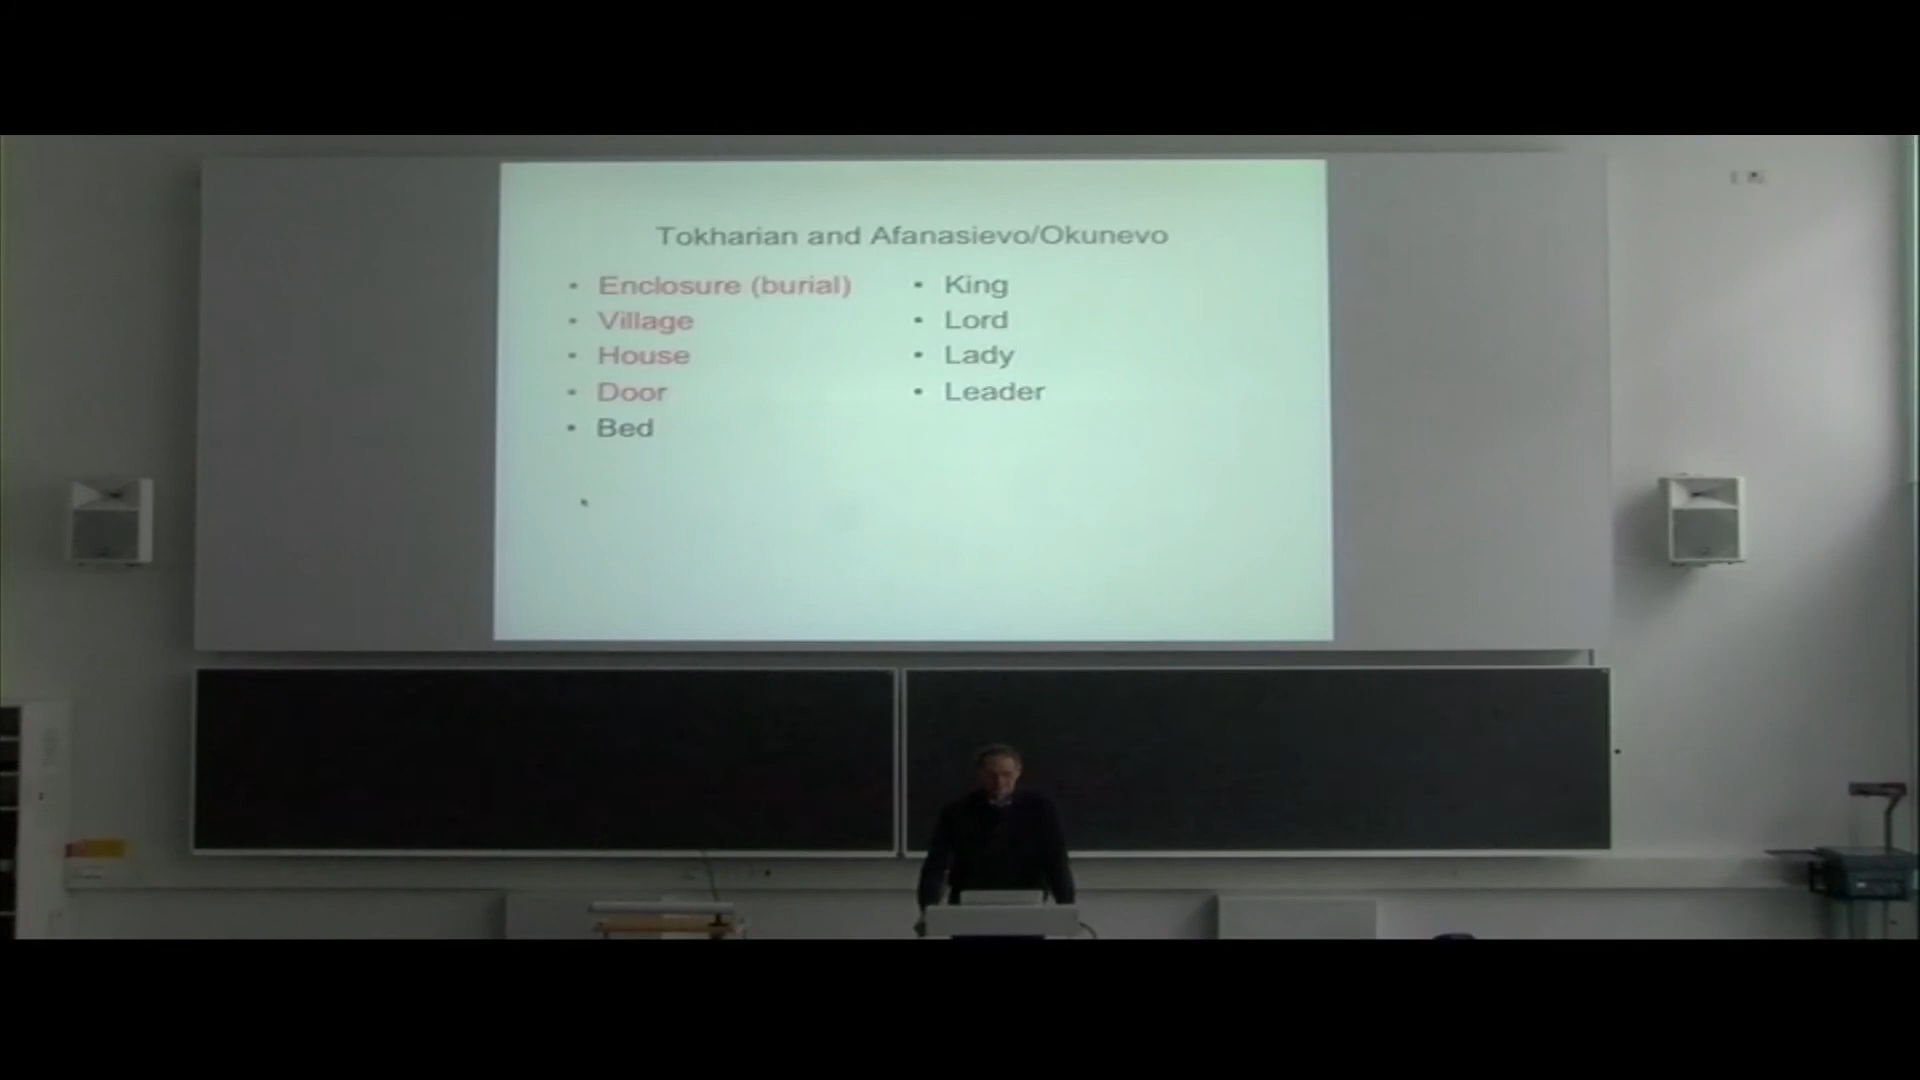 Tokharian and Afanasievo/Okunevo
• Enclosure (burial)
• Village
• House
• Door
• Bed
• King
• Lord
• Lady
• Leader